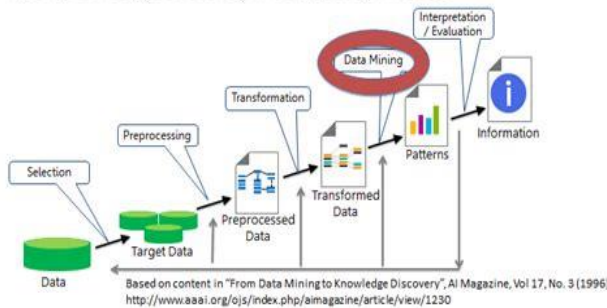 Interpretation
/ Evaluation
Data Mining
Transformation
Preprocessing
Selection
Data
Target Data
Preprocessed
Data
Transformed
Data
Patterns
Information
Based on content in "From Data Mining to Knowledge Discovery", AI Magazine, Vol 17, No. 3 (1996)
http://www.aaai.org/ojs/index.php/aimagazine/article/view/1230